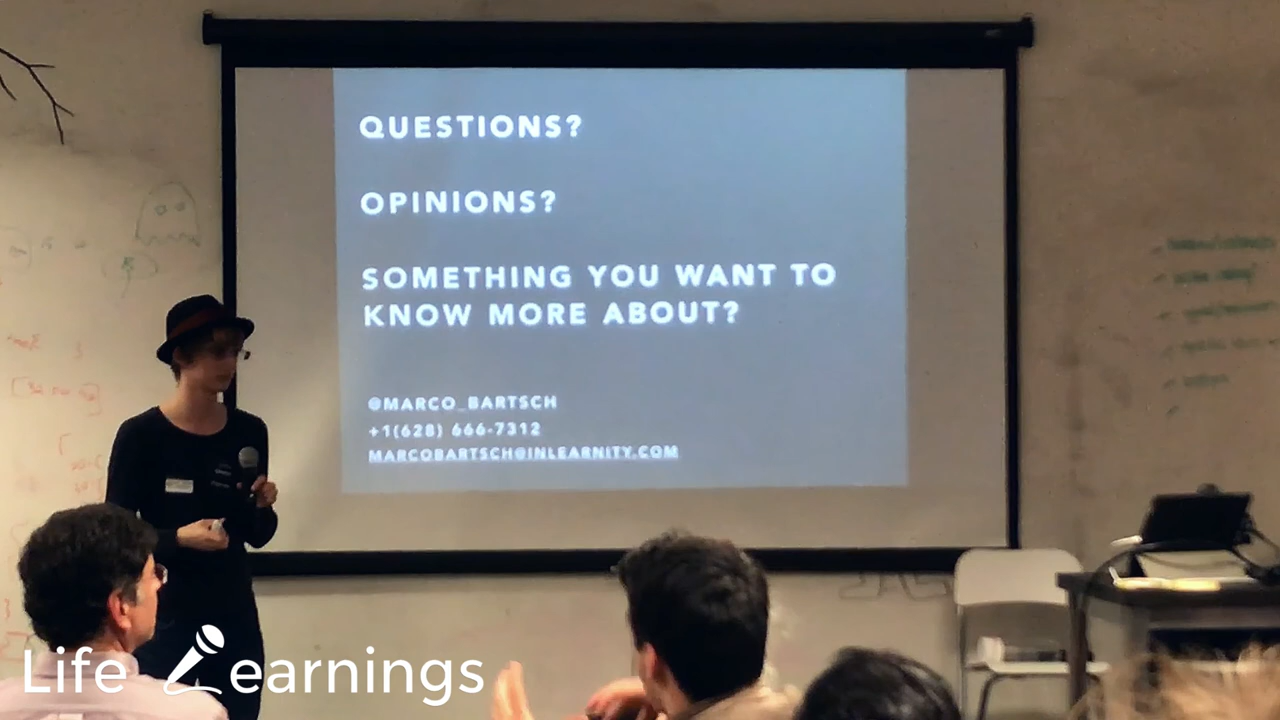 QUESTIONS?
OPINIONS?
SOMETHING YOU WANT TO
KNOW MORE ABOUT?
@MARCO_BARTSCH
+1(628) 666-7312
MARCOBARTSCH@INLEARNITY.COM
Life Learnings